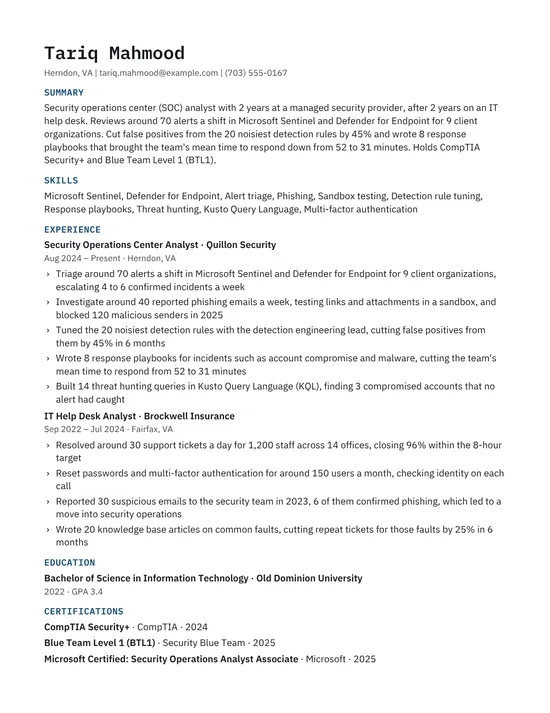 Tariq Mahmood
Herndon, VA | tariq.mahmood@example.com | (703) 555-0167
SUMMARY
Security operations center (SOC) analyst with 2 years at a managed security provider, after 2 years on an IT
help desk. Reviews around 70 alerts a shift in Microsoft Sentinel and Defender for Endpoint for 9 client
organizations. Cut false positives from the 20 noisiest detection rules by 45% and wrote 8 response
playbooks that brought the team's mean time to respond down from 52 to 31 minutes. Holds CompTIA
Security+ and Blue Team Level 1 (BTL1).
SKILLS
Microsoft Sentinel, Defender for Endpoint, Alert triage, Phishing, Sandbox testing, Detection rule tuning,
Response playbooks, Threat hunting, Kusto Query Language, Multi-factor authentication
EXPERIENCE
Security Operations Center Analyst · Quillon Security
Aug 2024 – Present · Herndon, VA
› Triage around 70 alerts a shift in Microsoft Sentinel and Defender for Endpoint for 9 client organizations,
escalating 4 to 6 confirmed incidents a week
› Investigate around 40 reported phishing emails a week, testing links and attachments in a sandbox, and
blocked 120 malicious senders in 2025
› Tuned the 20 noisiest detection rules with the detection engineering lead, cutting false positives from
them by 45% in 6 months
› Wrote 8 response playbooks for incidents such as account compromise and malware, cutting the team's
mean time to respond from 52 to 31 minutes
› Built 14 threat hunting queries in Kusto Query Language (KQL), finding 3 compromised accounts that no
alert had caught
IT Help Desk Analyst · Brockwell Insurance
Sep 2022 – Jul 2024 · Fairfax, VA
› Resolved around 30 support tickets a day for 1,200 staff across 14 offices, closing 96% within the 8-hour
target
› Reset passwords and multi-factor authentication for around 150 users a month, checking identity on each
call
› Reported 30 suspicious emails to the security team in 2023, 6 of them confirmed phishing, which led to a
move into security operations
› Wrote 20 knowledge base articles on common faults, cutting repeat tickets for those faults by 25% in 6
months
EDUCATION
Bachelor of Science in Information Technology · Old Dominion University
2022 · GPA 3.4
CERTIFICATIONS
CompTIA Security+ · CompTIA · 2024
Blue Team Level 1 (BTL1) · Security Blue Team · 2025
Microsoft Certified: Security Operations Analyst Associate · Microsoft · 2025